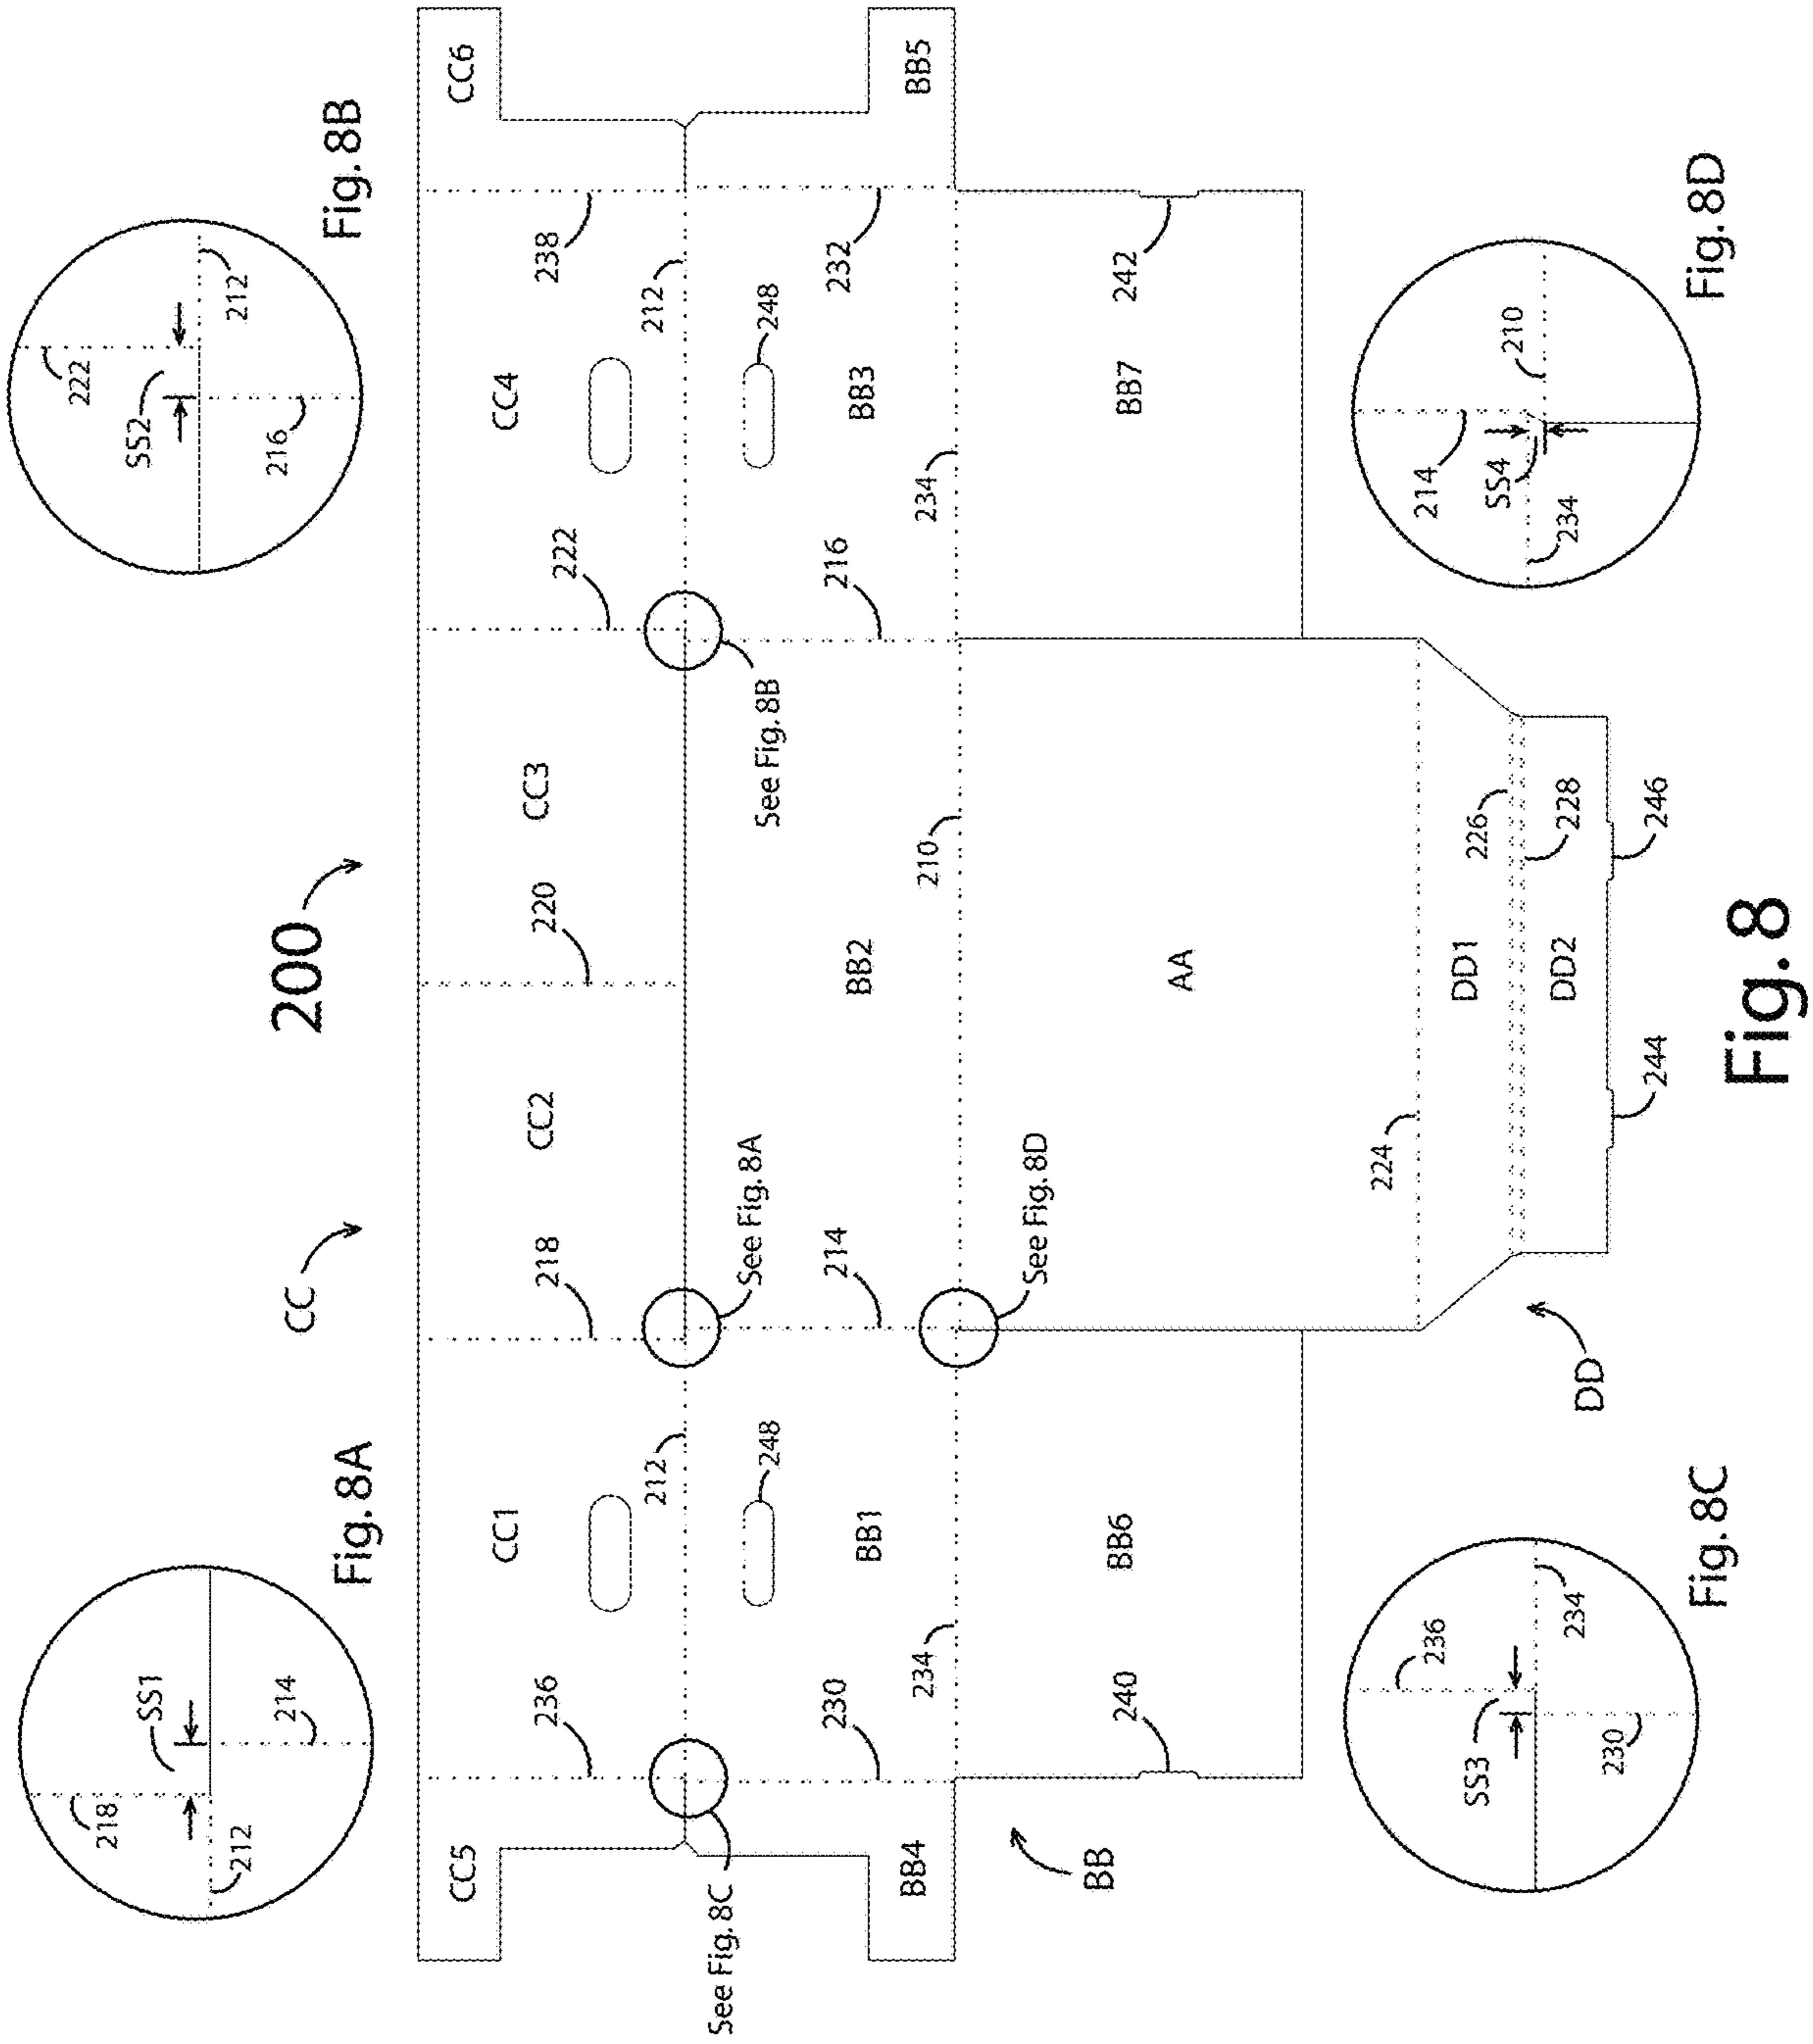 Fig. 8A
218
SS1
212
214
CC
200
Fig. 8B
222
SS2
212
216
CC5
236
CC1
218
CC2
220
CC3
222
CC4
238
CC6
212
212
248
248
See Fig. 8C
See Fig. 8A
See Fig. 8B
BB4
230
BB1
214
BB2
216
BB3
232
BB5
234
210
234
See Fig. 8D
BB
240
BB6
AA
BB7
242
224
DD1
226
DD2
228
244
246
DD
236
SS3
234
230
Fig. 8C
214
SS4
210
234
Fig. 8D
Fig. 8